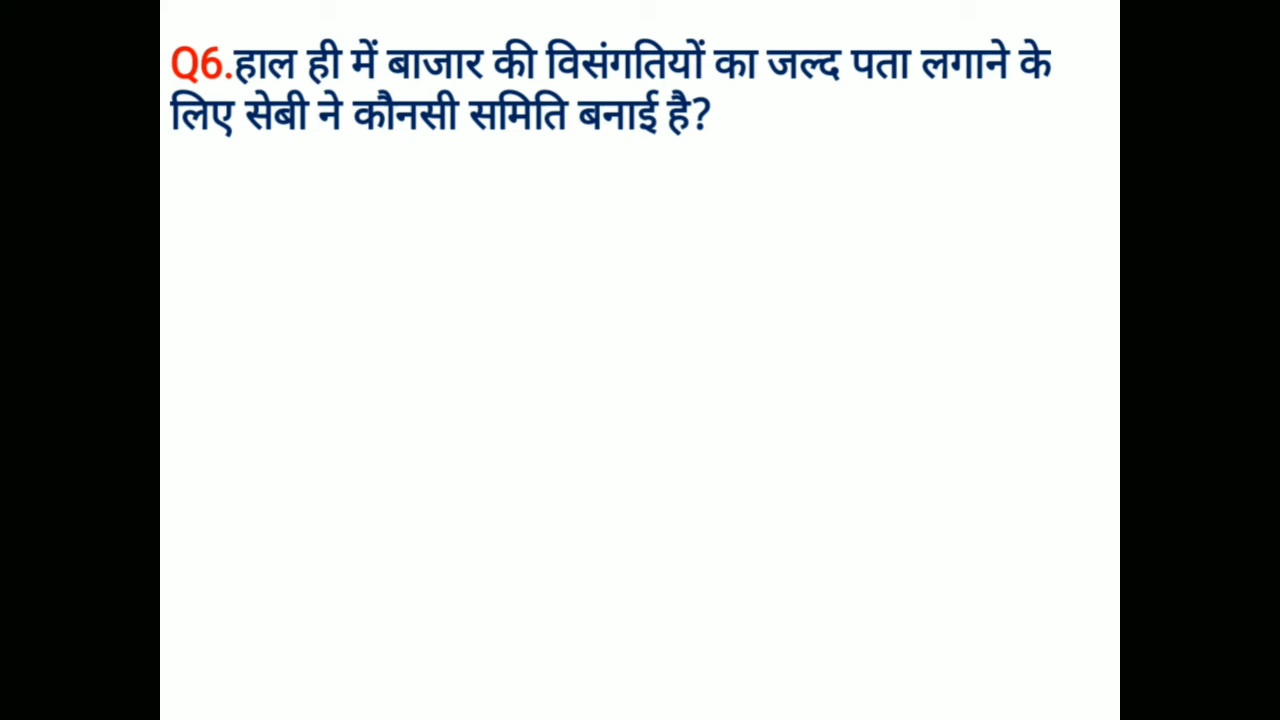 Q6.हाल ही में बाजार की विसंगतियों का जल्द पता लगाने के
लिए सेबी ने कौनसी समिति बनाई है?